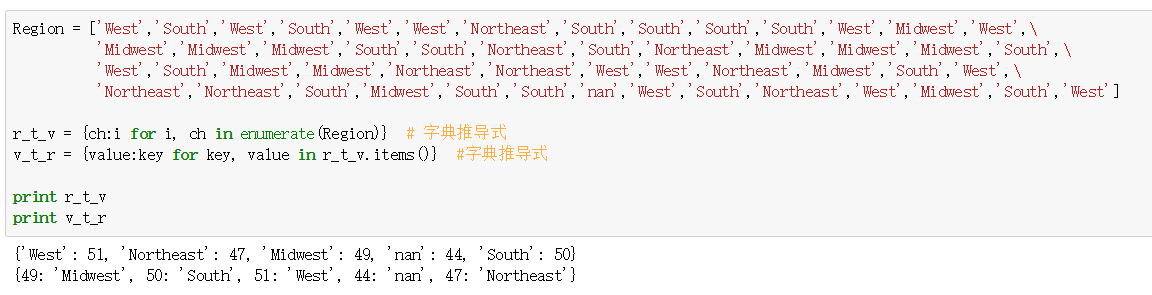 Region = ['West','South','West','South','West','West','Northeast','South','South','South','South','West','Midwest','West',\
'Midwest','Midwest','Midwest','South','South','Northeast','South','Northeast','Midwest','Midwest','Midwest','South',\
'West','South','Midwest','Midwest','Northeast','Northeast','West','West','Northeast','Midwest','South','West',\
'Northeast','Northeast','South','Midwest','South','South','nan','West','South','Northeast','West','Midwest','South','West']
r_t_v = {ch:i for i, ch in enumerate(Region)}  # 字典推导式
v_t_r = {value:key for key, value in r_t_v.items()}  #字典推导式
print r_t_v
print v_t_r
{'West': 51, 'Northeast': 47, 'Midwest': 49, 'nan': 44, 'South': 50}
{49: 'Midwest', 50: 'South', 51: 'West', 44: 'nan', 47: 'Northeast'}